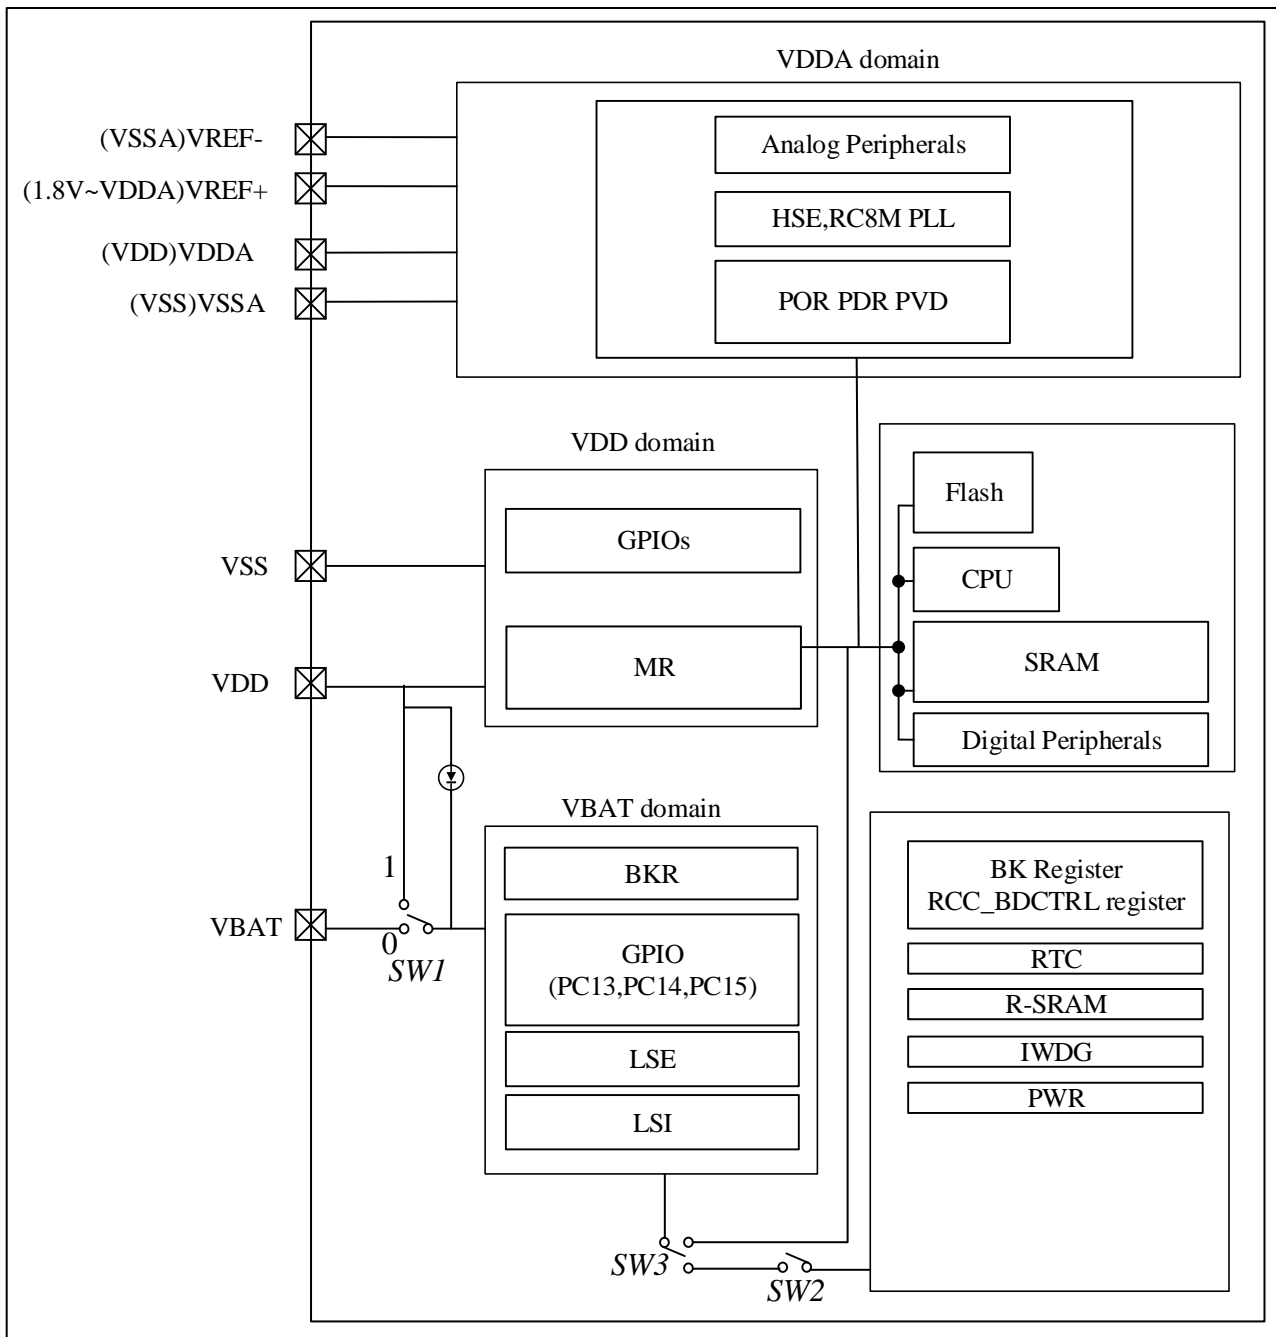 VDDA domain
(VSSA)VREF-
(1.8V~VDDA)VREF+
(VDD)VDDA
(VSS)VSSA
Analog Peripherals
HSE,RC8M PLL
POR PDR PVD
VDD domain
VSS
VDD
GPIOs
MR
Flash
CPU
SRAM
Digital Peripherals
VBAT domain
1
VBAT
0
SW1
BKR
GPIO
(PC13,PC14,PC15)
LSE
LSI
BK Register
RCC_BDCTRL register
RTC
R-SRAM
IWDG
PWR
SW3
SW2